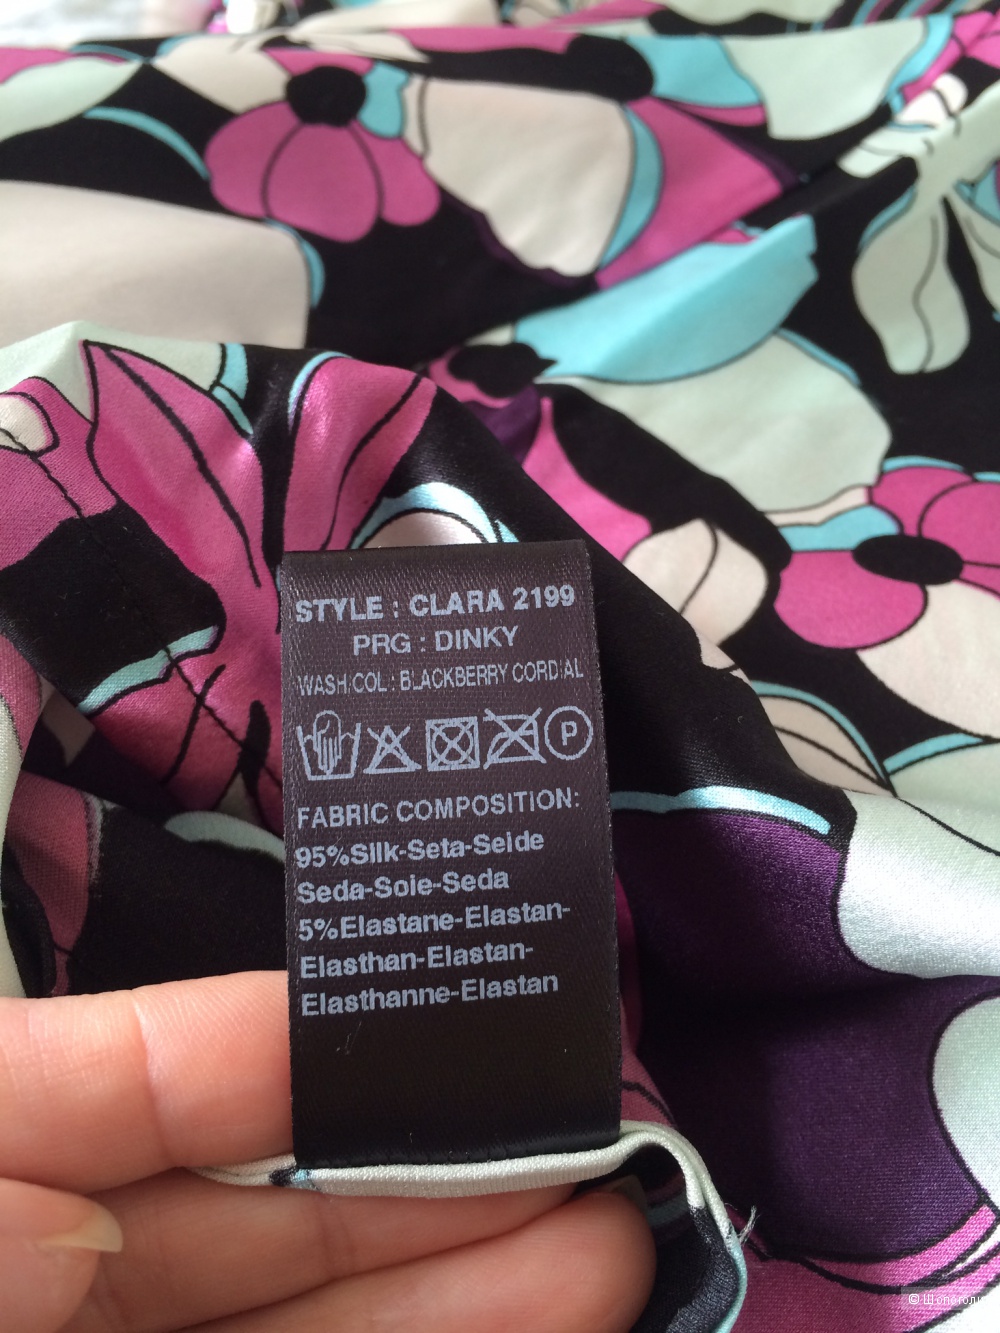 STYLE : CLARA 2199
PRG : DINKY
WASH/COL : BLACKBERRY CORDIAL
P
FABRIC COMPOSITION:
95%Silk-Seta-Seide
Seda-Soie-Seda
5%Elastane-Elastan-
Elasthan-Elastan-
Elasthanne-Elastan
© Шопоголик